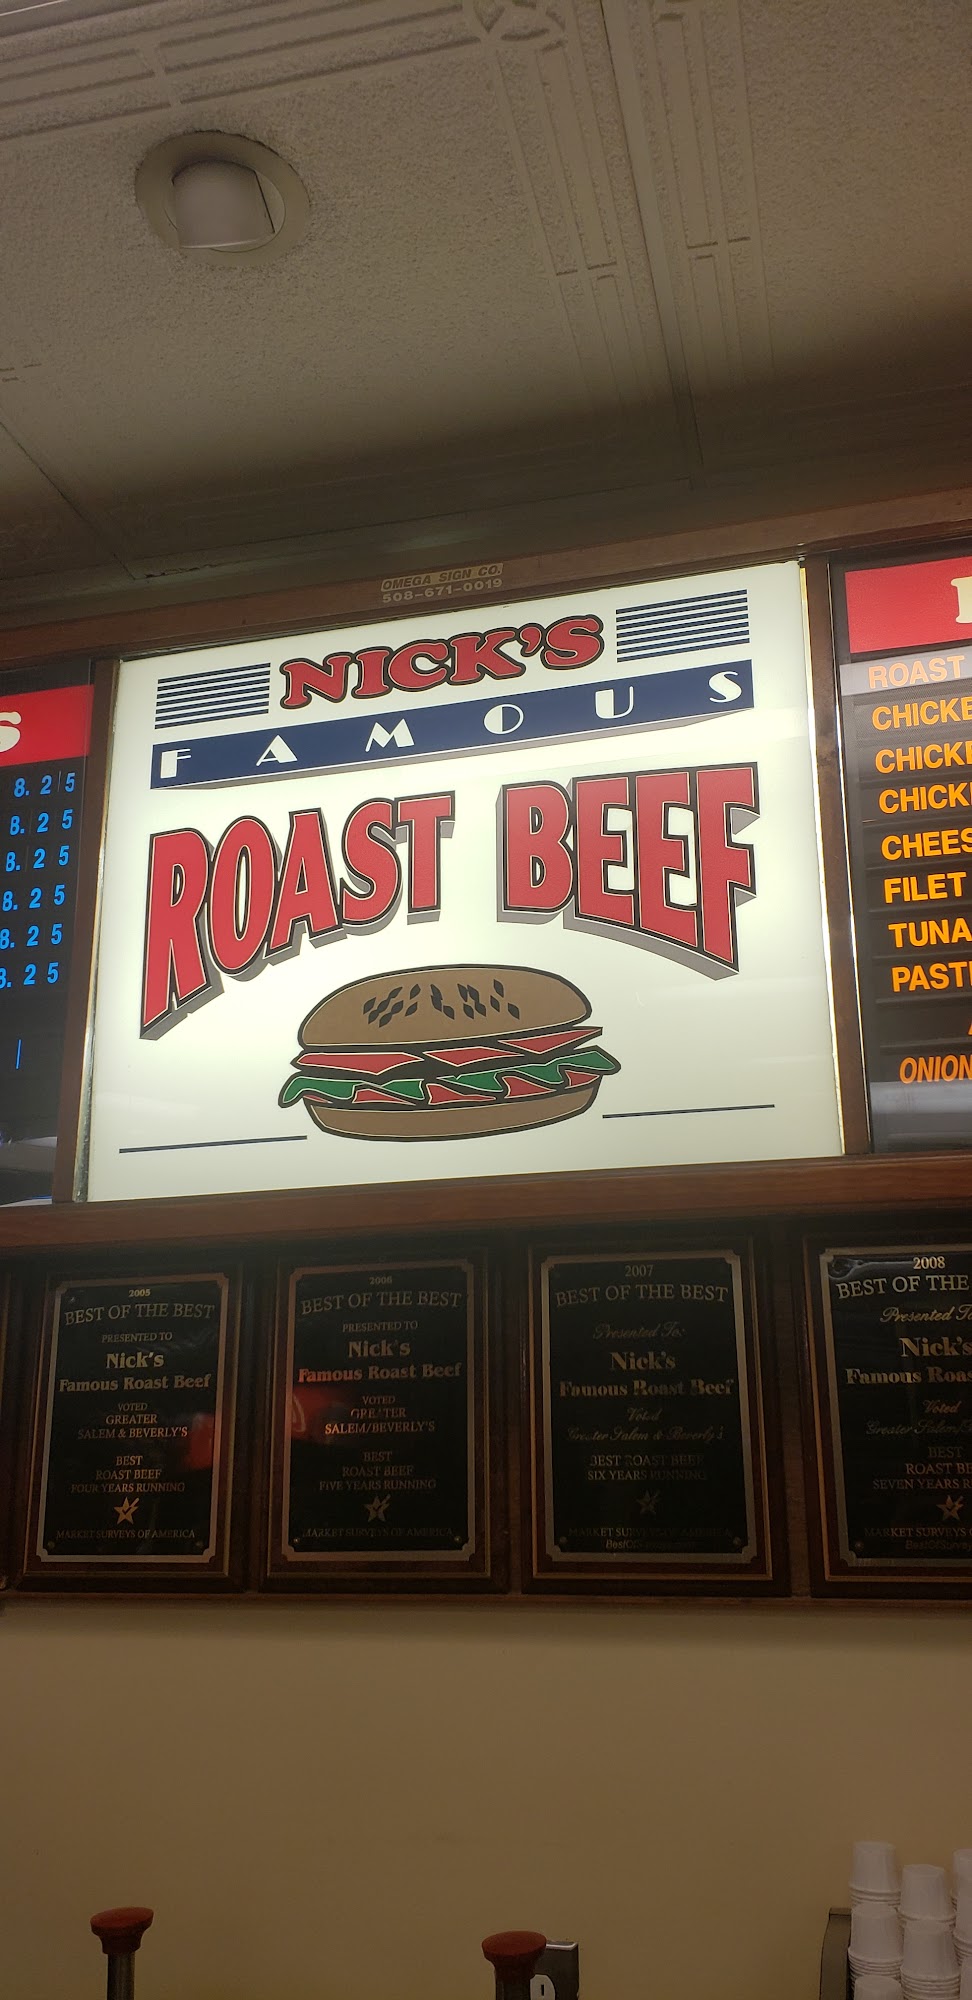 OMEGA SIGN CO.
508-671-0019
NICK'S
FAMOUS
ROAST BEEF
S
8.25
8.25
8.25
8.25
8.25
8.25
ROAST
CHICKE
CHICKE
CHICK
CHEES
FILET
TUNA
PAST
ONION
2005
BEST OF THE BEST
PRESENTED TO
Nick's
Famous Roast Beef
VOTED
GREATER
SALEM & BEVERLY'S
BEST
ROAST BEEF
FOUR YEARS RUNNING
MARKET SURVEYS OF AMERICA
2006
BEST OF THE BEST
PRESENTED TO
Nick's
Famous Roast Beef
VOTED
GREATER
SALEM/BEVERLY'S
BEST
ROAST BEEF
FIVE YEARS RUNNING
MARKET SURVEYS OF AMERICA
2007
BEST OF THE BEST
Presented To:
Nick's
Famous Roast Beef
Voted
Greater Salem & Beverly's
BEST ROAST BEEF
SIX YEARS RUNNING
MARKET SURVEYS OF AMERICA
2008
BEST OF THE
Presented To
Nick's
Famous Roas
Voted
Greater Salem/
BEST
ROAST BE
SEVEN YEARS R
MARKET SURVEYS